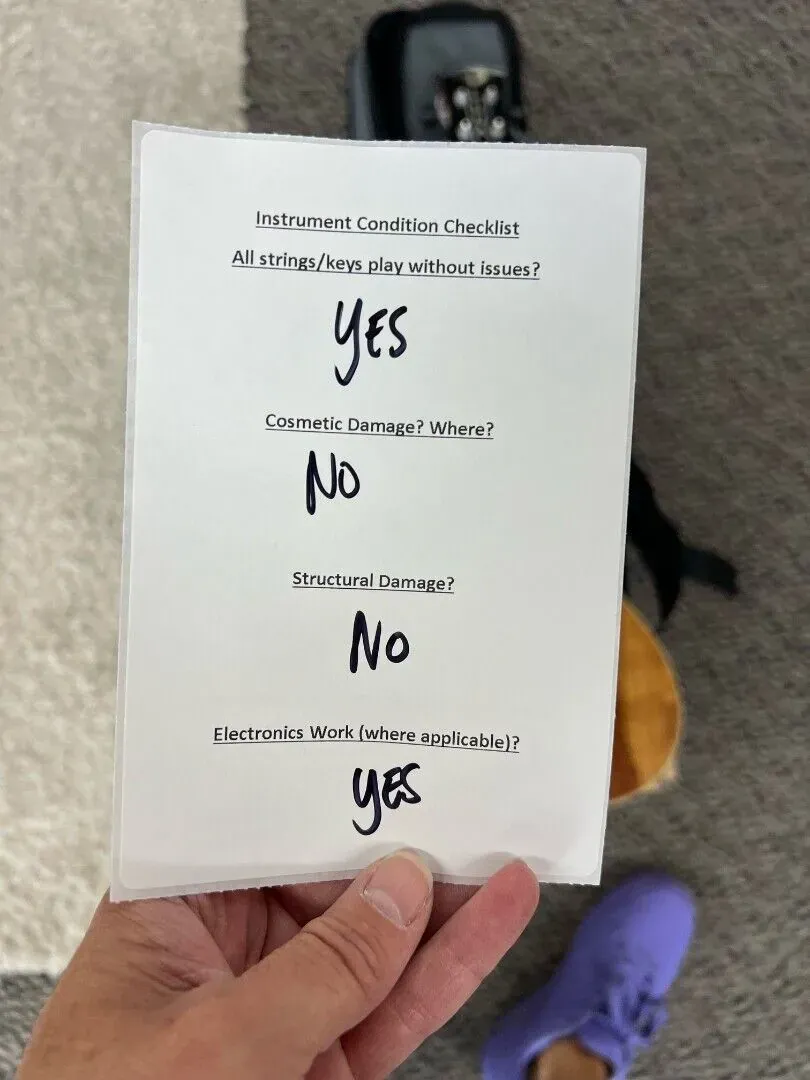 Instrument Condition Checklist
All strings/keys play without issues?
YES
Cosmetic Damage? Where?
NO
Structural Damage?
NO
Electronics Work (where applicable)?
YES